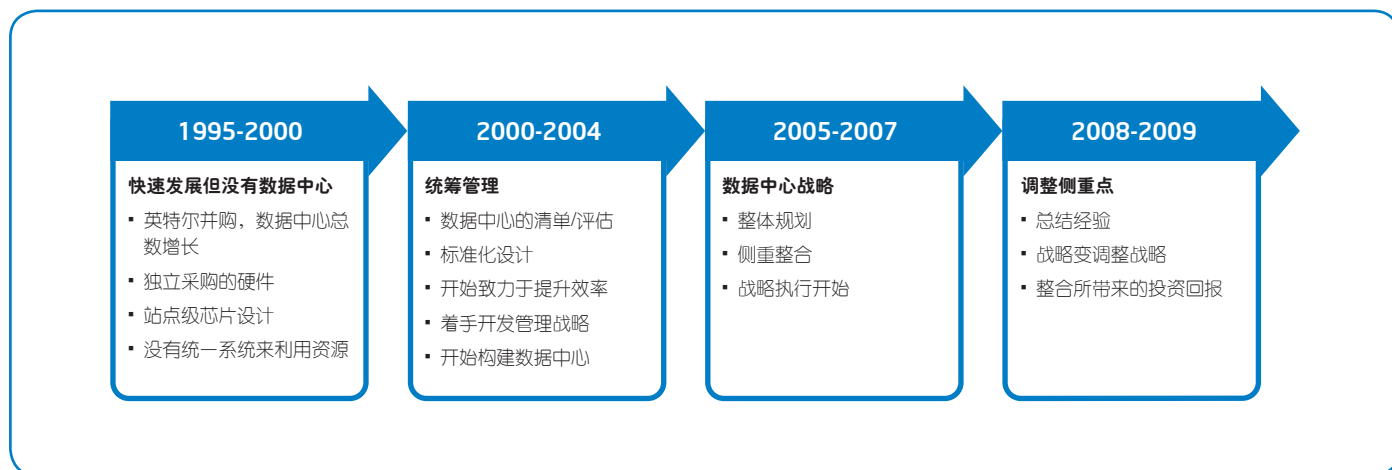 1995-2000
快速发展但没有数据中心
▪ 英特尔并购，数据中心总
数增长
▪ 独立采购的硬件
▪ 站点级芯片设计
▪ 没有统一系统来利用资源
2000-2004
统筹管理
▪ 数据中心的清单/评估
▪ 标准化设计
▪ 开始致力于提升效率
▪ 着手开发管理战略
▪ 开始构建数据中心
2005-2007
数据中心战略
▪ 整体规划
▪ 侧重整合
▪ 战略执行开始
2008-2009
调整侧重点
▪ 总结经验
▪ 战略变调整战略
▪ 整合所带来的投资回报